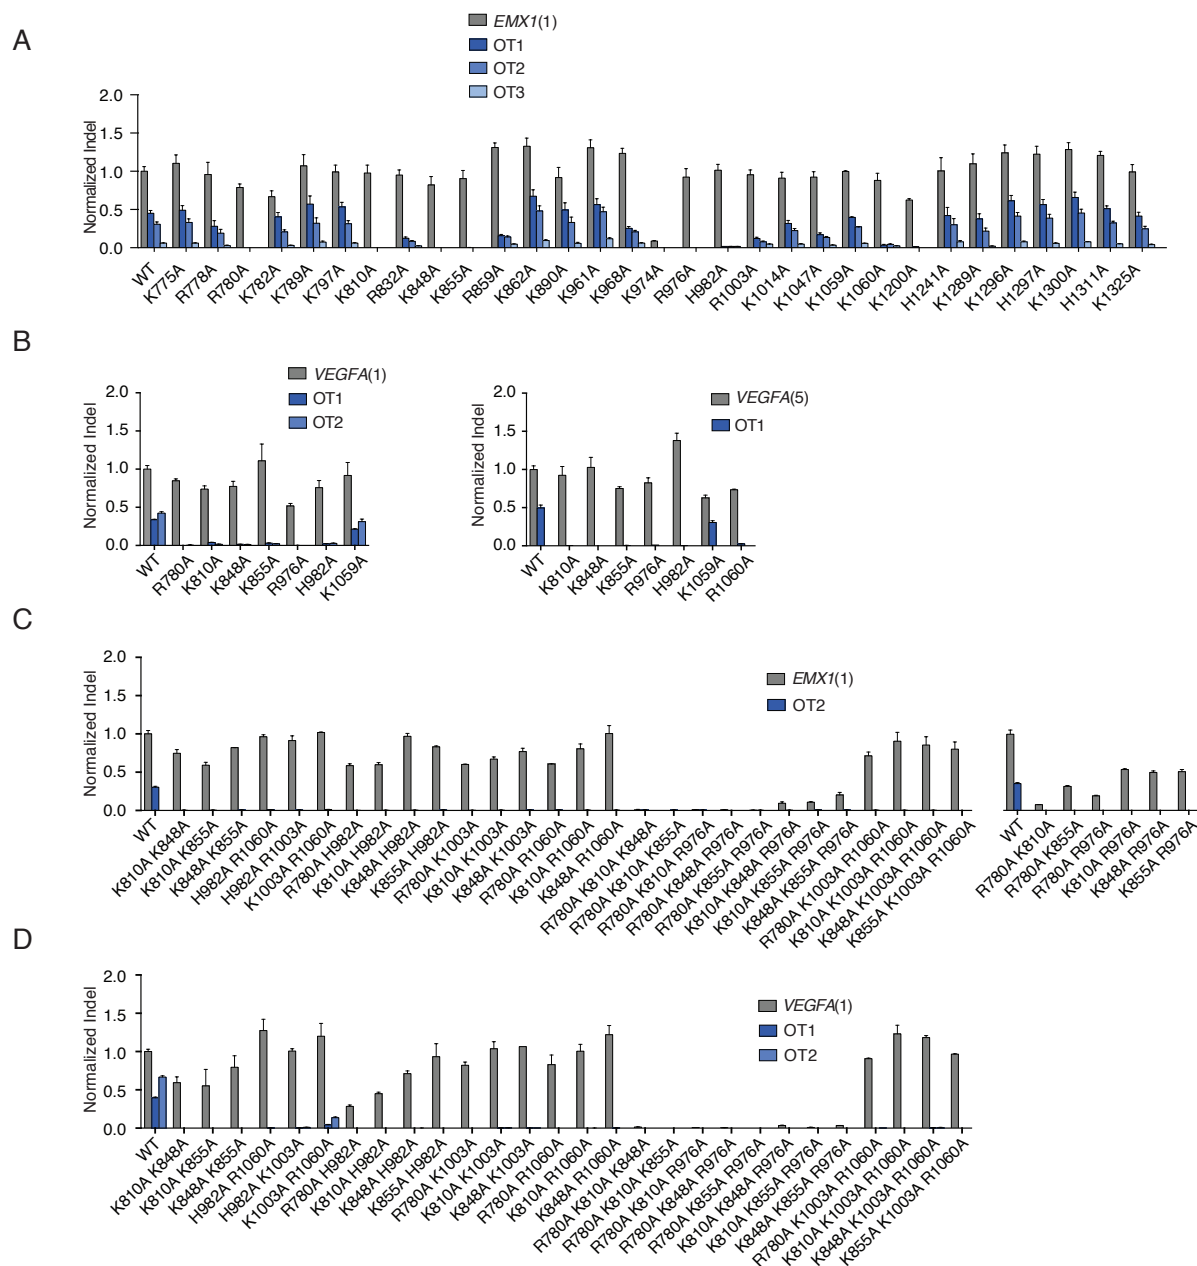 A
EMX1(1)
OT1
OT2
OT3
Normalized Indel
2.0
1.5
1.0
0.5
0.0
WT
K775A
R778A
R780A
K782A
K789A
K797A
K810A
R832A
K848A
K855A
R859A
K862A
K890A
K961A
K968A
K974A
R976A
H982A
R1003A
K1014A
K1047A
K1059A
K1060A
K1200A
H1241A
K1289A
K1296A
H1297A
K1300A
H1311A
K1325A
B
VEGFA(1)
OT1
OT2
Normalized Indel
2.0
1.5
1.0
0.5
0.0
WT
R780A
K810A
K848A
K855A
R976A
H982A
K1059A
VEGFA(5)
OT1
Normalized Indel
2.0
1.5
1.0
0.5
0.0
WT
K810A
K848A
K855A
R976A
H982A
K1059A
R1060A
C
EMX1(1)
OT2
Normalized Indel
2.0
1.5
1.0
0.5
0.0
WT
K810A K848A
K810A K855A
K848A K855A
H982A R1060A
H982A R1003A
K1003A R1060A
R780A H982A
K810A H982A
K848A H982A
K855A H982A
R780A K1003A
K810A K1003A
K848A K1003A
R780A R1060A
K810A R1060A
K848A R1060A
R780A K810A K848A
R780A K810A K855A
R780A K810A R976A
R780A K848A R976A
R780A K855A R976A
K810A K848A R976A
K810A K855A R976A
K848A K855A R976A
R780A K1003A R1060A
K810A K1003A R1060A
K848A K1003A R1060A
K855A K1003A R1060A
2.0
1.5
1.0
0.5
0.0
WT
R780A K810A
R780A K855A
R780A R976A
K810A R976A
K848A R976A
K855A R976A
D
VEGFA(1)
OT1
OT2
Normalized Indel
2.0
1.5
1.0
0.5
0.0
WT
K810A K848A
K810A K855A
K848A K855A
H982A R1060A
H982A K1003A
K1003A R1060A
R780A H982A
K810A H982A
K848A H982A
K855A H982A
R780A K1003A
K810A K1003A
K848A K1003A
R780A R1060A
K810A R1060A
K848A R1060A
R780A K810A K848A
R780A K810A K855A
R780A K810A R976A
R780A K848A R976A
R780A K855A R976A
K810A K848A R976A
K810A K855A R976A
K848A K855A R976A
R780A K1003A R1060A
K810A K1003A R1060A
K848A K1003A R1060A
K855A K1003A R1060A